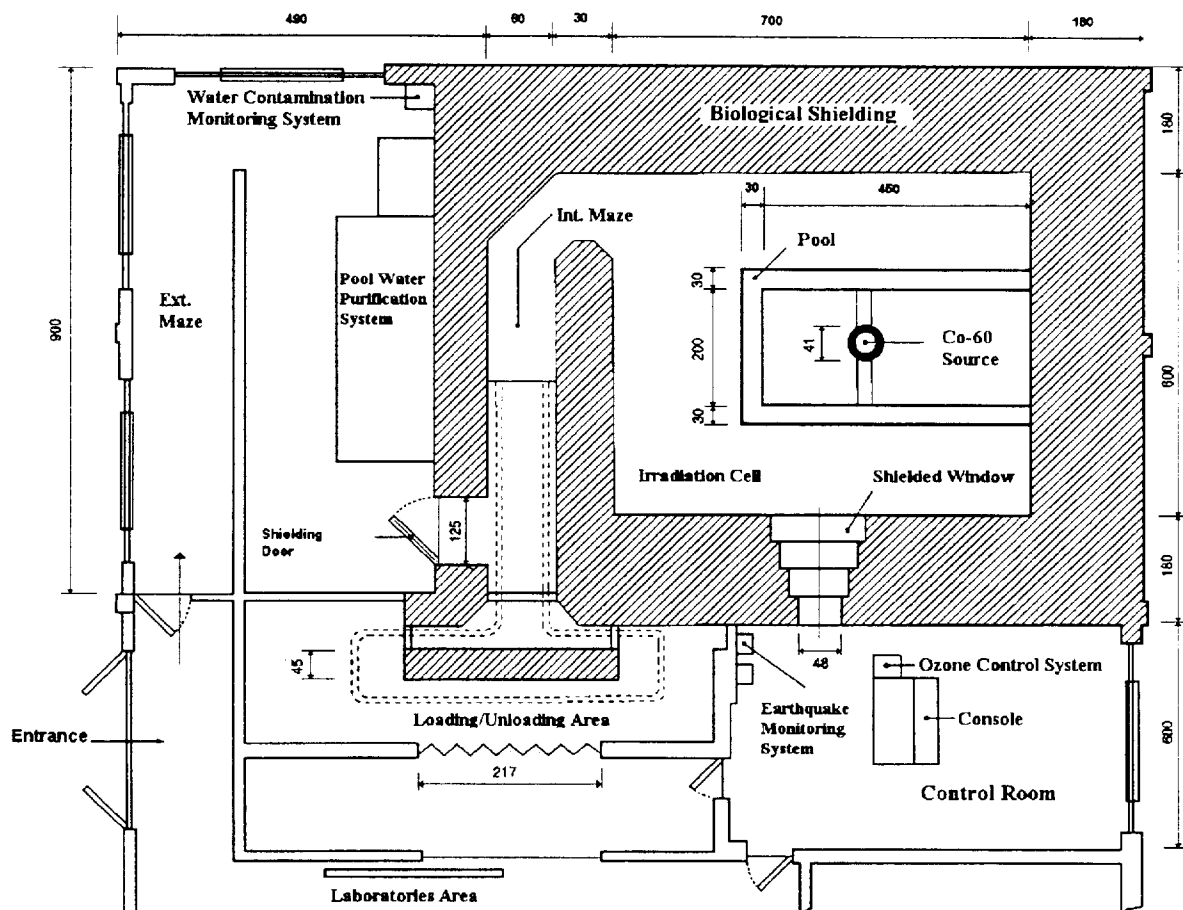 490
60
30
700
180
Water Contamination
Monitoring System
Biological Shielding
180
30
450
Int. Maze
Pool
Pool Water
Purification
System
Ext.
Maze
30
900
200
41
Co-60
Source
600
30
Irradiation Cell
Shielded Window
Shielding
Door
125
180
45
48
Ozone Control System
Loading/Unloading Area
Earthquake
Monitoring
System
Console
Entrance
600
217
Control Room
Laboratories Area